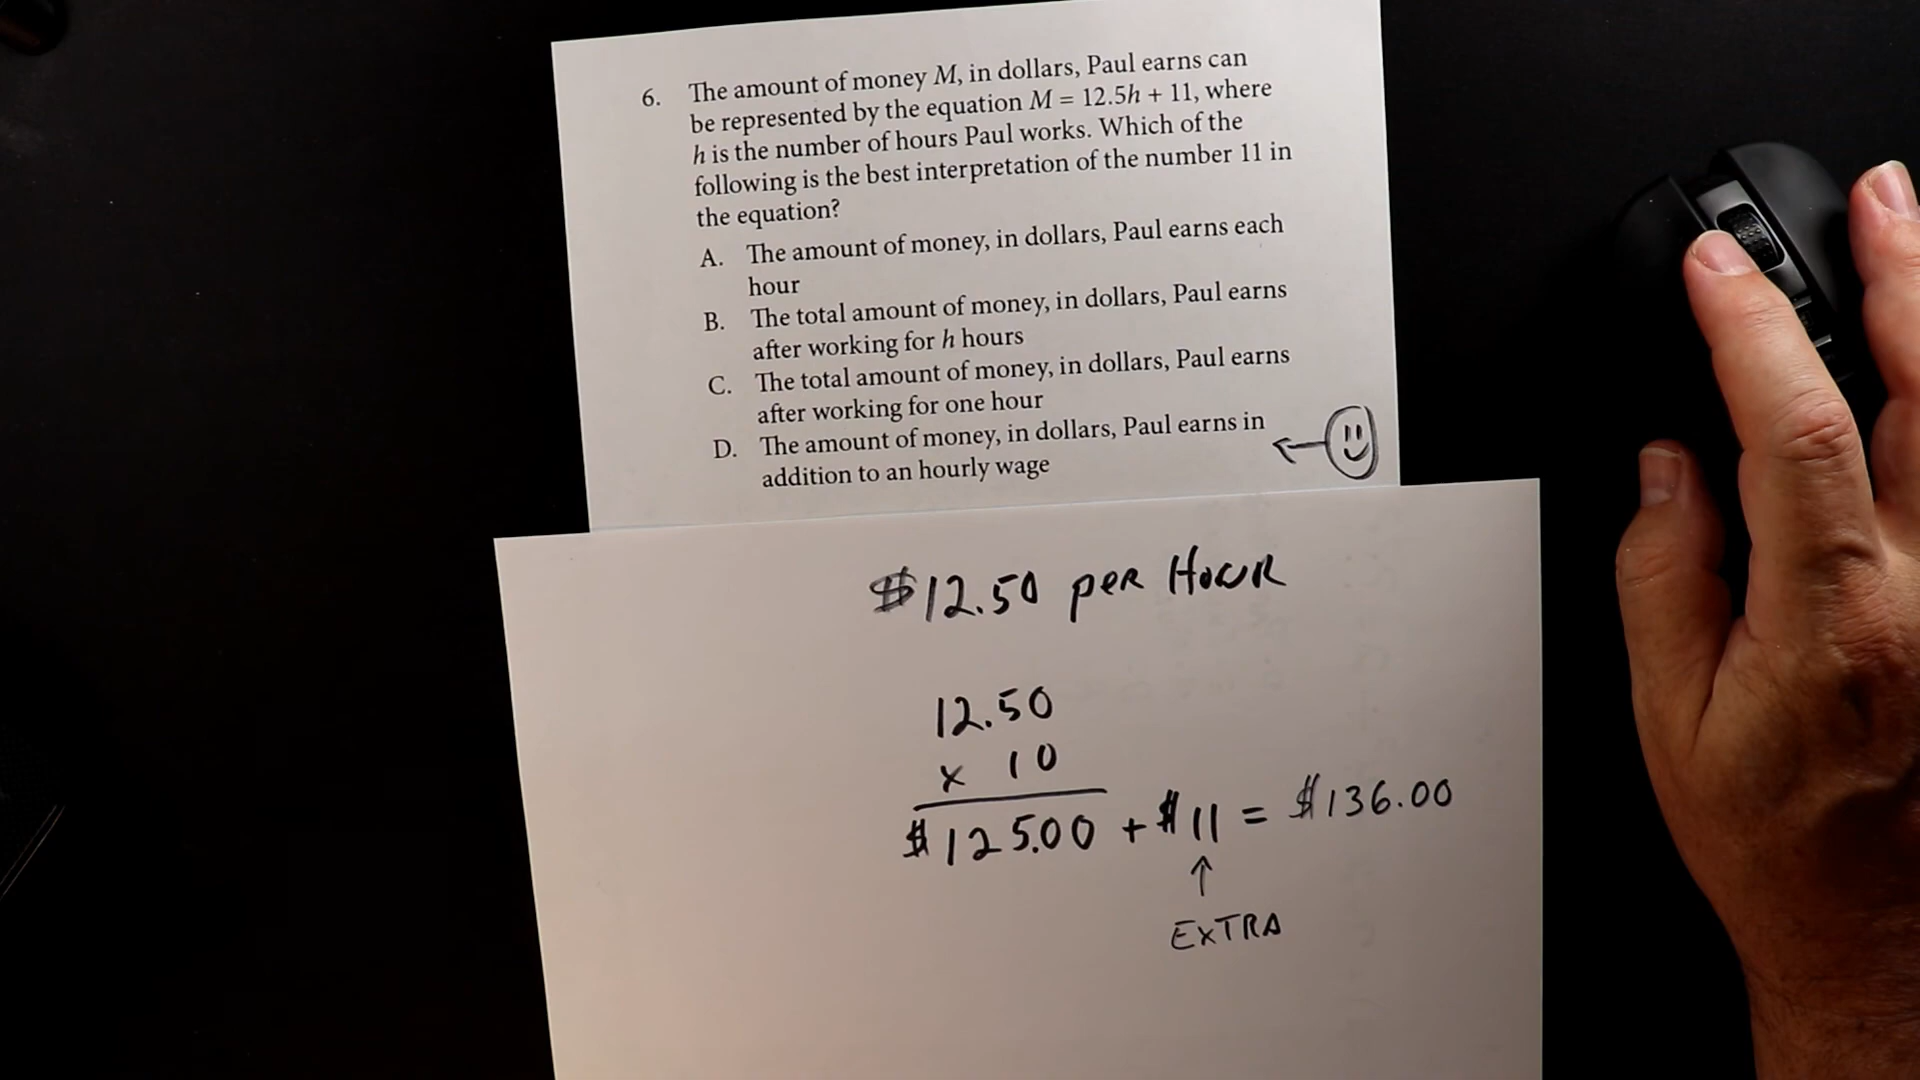 6. The amount of money M, in dollars, Paul earns can
be represented by the equation M = 12.5h + 11, where
h is the number of hours Paul works. Which of the
following is the best interpretation of the number 11 in
the equation?
A. The amount of money, in dollars, Paul earns each
hour
B. The total amount of money, in dollars, Paul earns
after working for h hours
C. The total amount of money, in dollars, Paul earns
after working for one hour
D. The amount of money, in dollars, Paul earns in
addition to an hourly wage
$12.50 per Hour
12.50
x 10
$125.00 + $11 = $136.00
↑
EXTRA